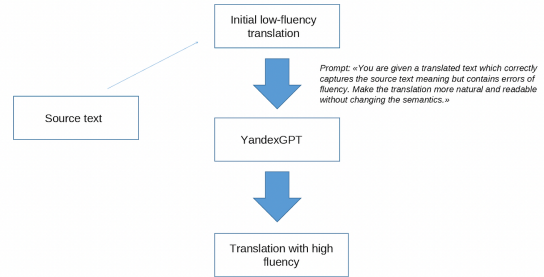 Initial low-fluency
translation
Prompt: «You are given a translated text which correctly
captures the source text meaning but contains errors of
fluency. Make the translation more natural and readable
without changing the semantics.»
Source text
YandexGPT
Translation with high
fluency